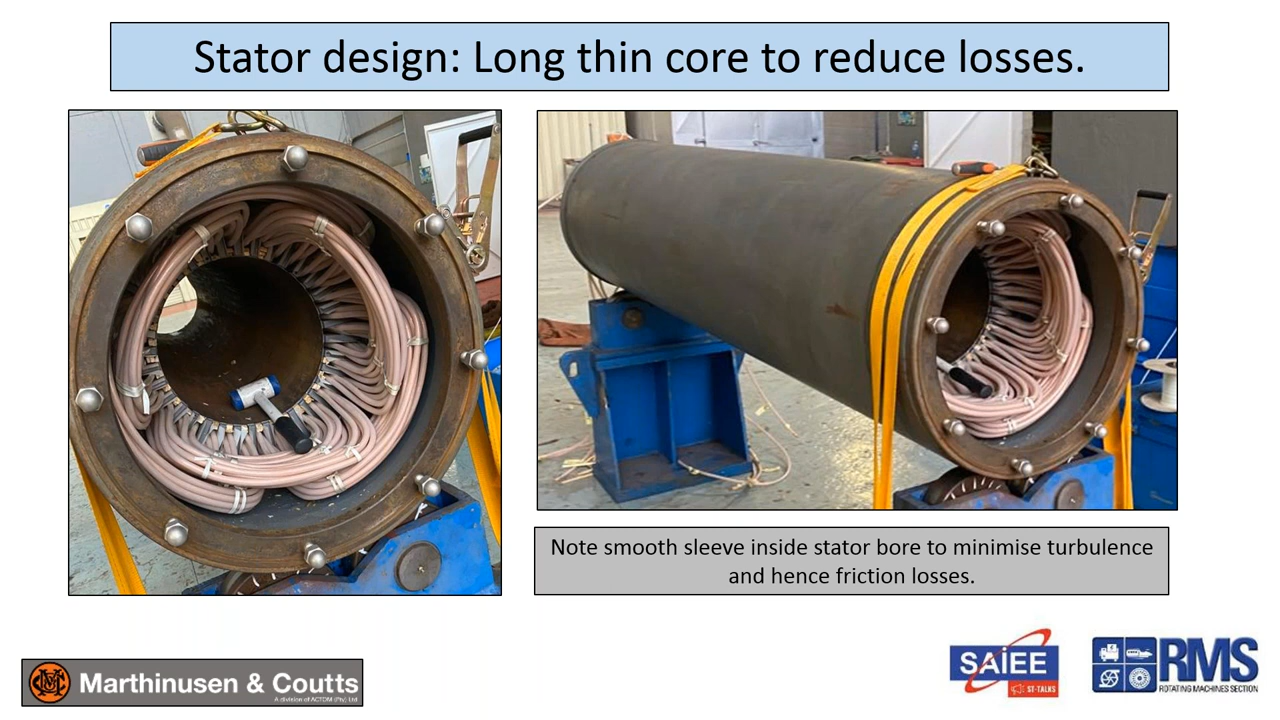 Stator design: Long thin core to reduce losses.
Note smooth sleeve inside stator bore to minimise turbulence
and hence friction losses.
Marthinusen & Coutts
A division of ACTOM (Pty) Ltd
SAIEE
ST-TALKS
RMS
ROTATING MACHINES SECTION